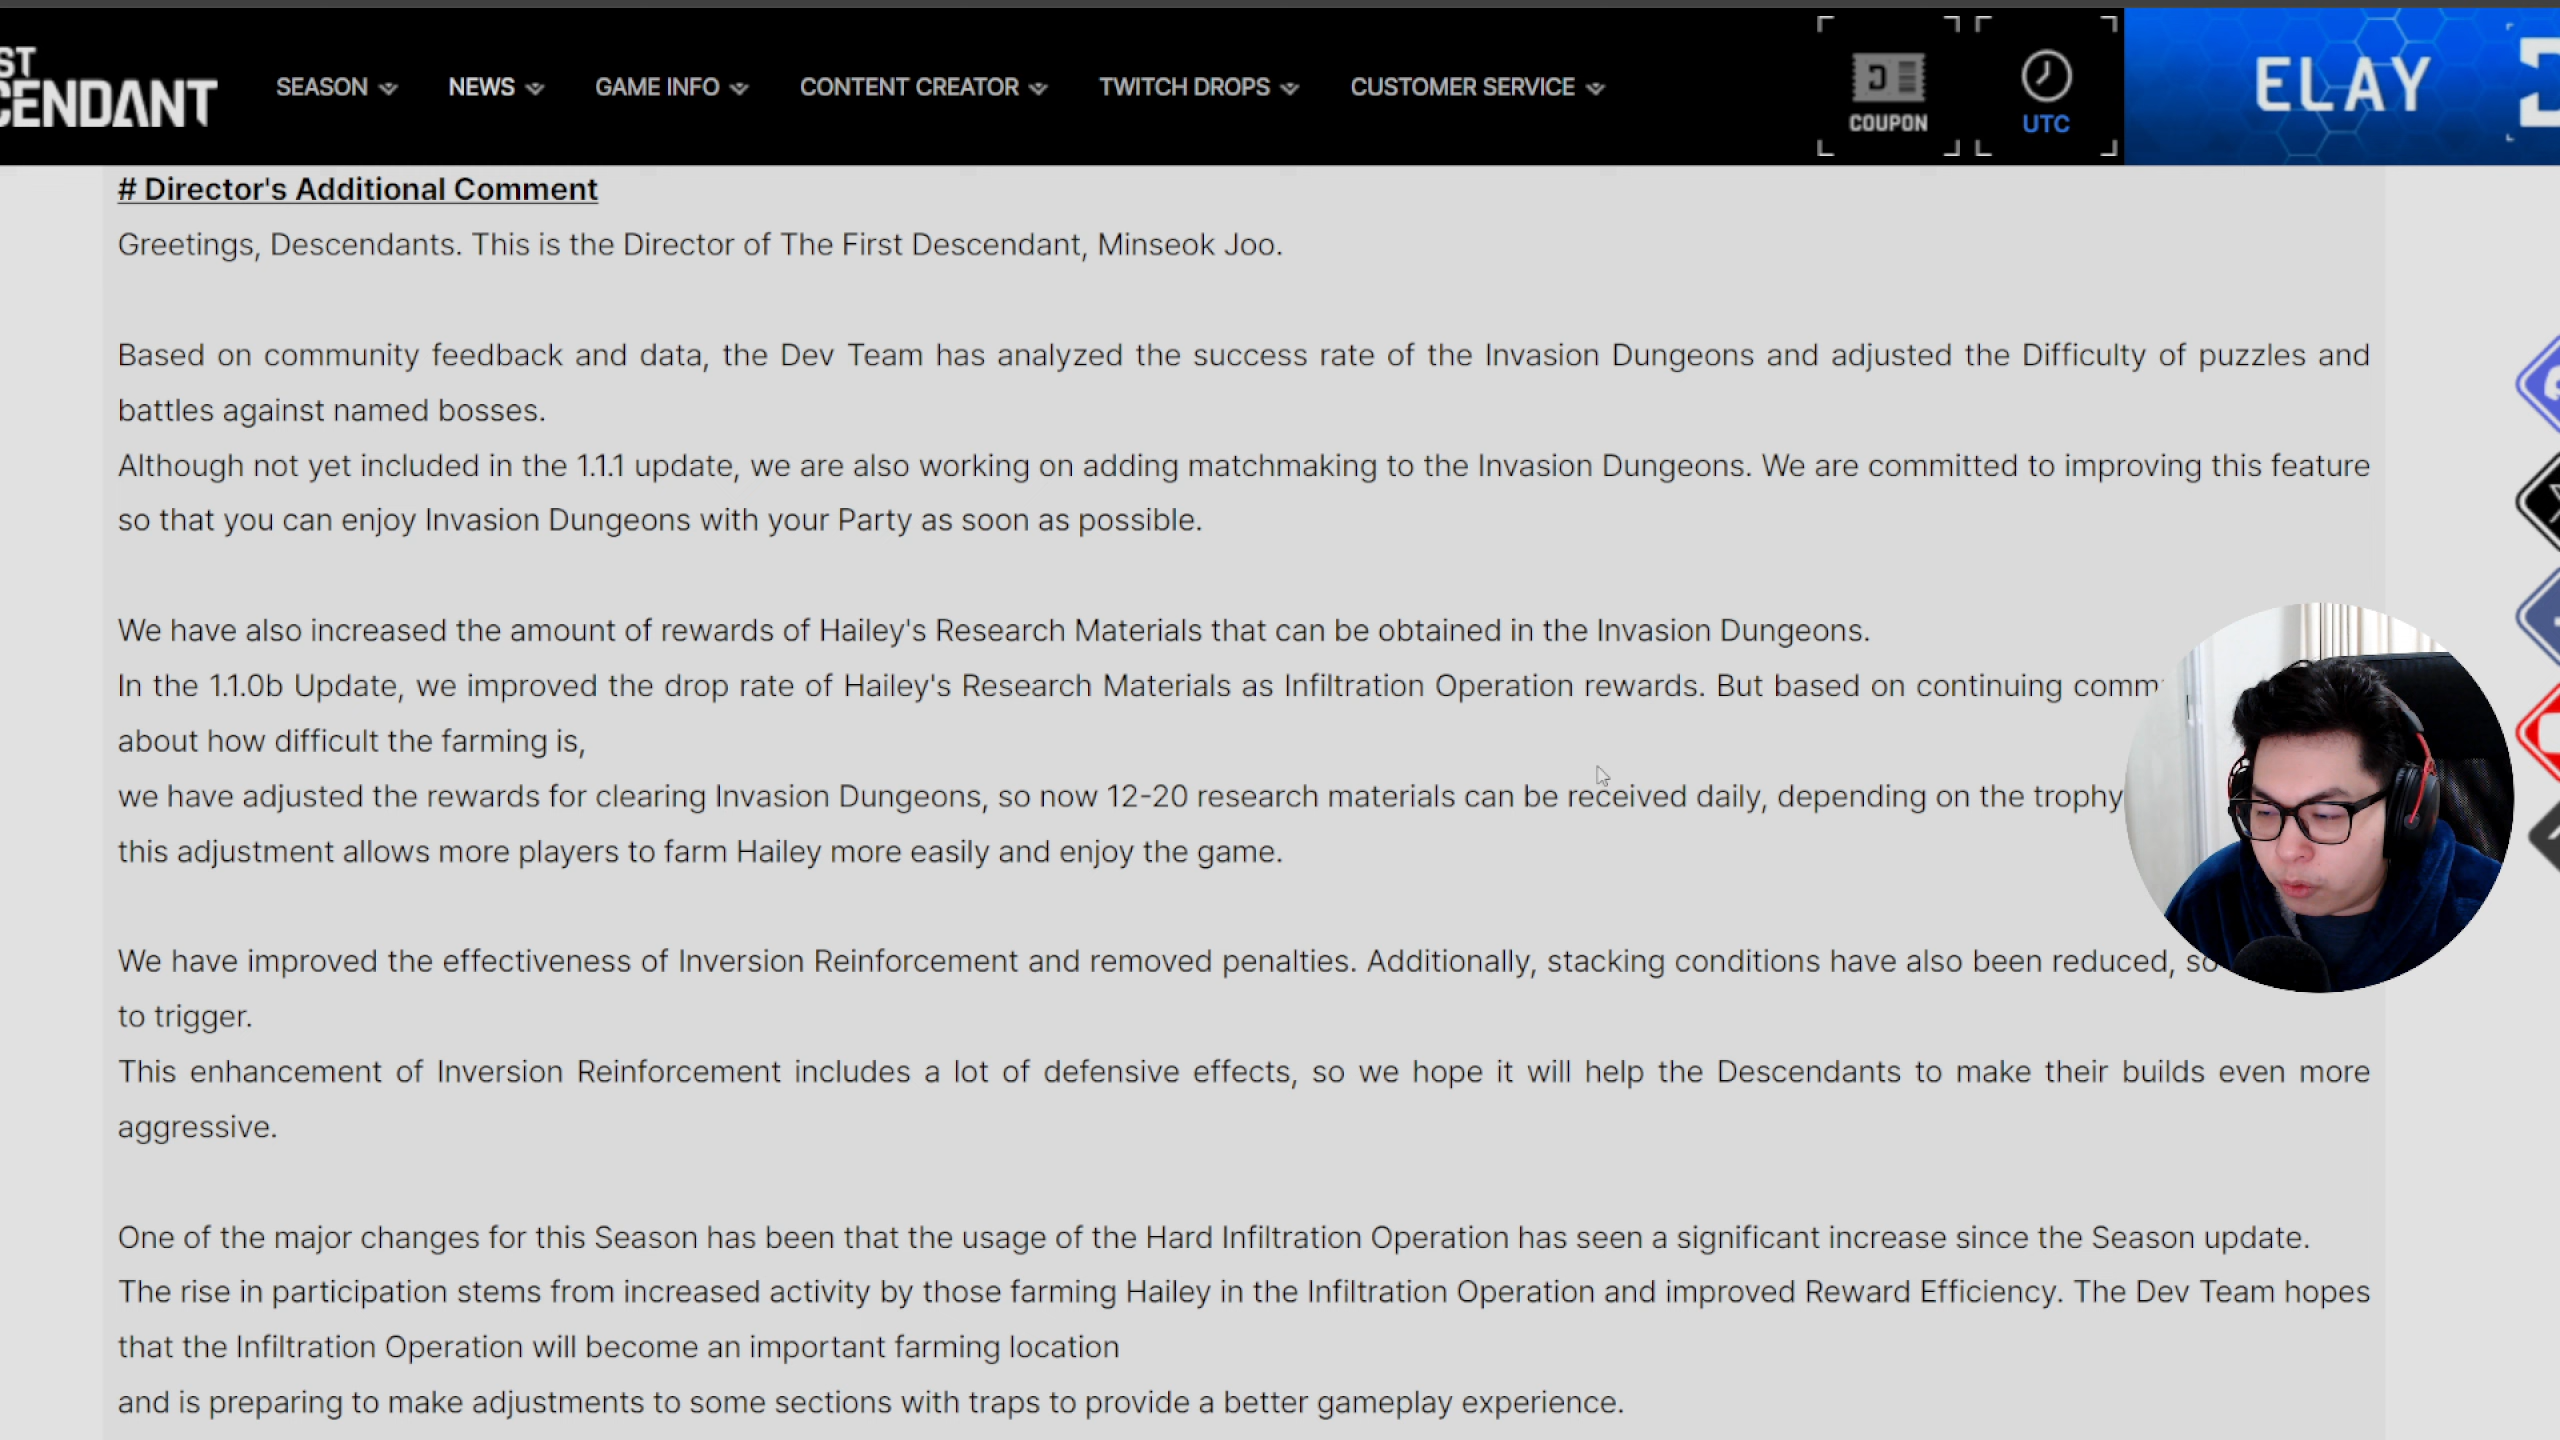 ST
CENDANT
SEASON
NEWS
GAME INFO
CONTENT CREATOR
TWITCH DROPS
CUSTOMER SERVICE
COUPON
UTC
ELAY
# Director's Additional Comment
Greetings, Descendants. This is the Director of The First Descendant, Minseok Joo.
Based on community feedback and data, the Dev Team has analyzed the success rate of the Invasion Dungeons and adjusted the Difficulty of puzzles and
battles against named bosses.
Although not yet included in the 1.1.1 update, we are also working on adding matchmaking to the Invasion Dungeons. We are committed to improving this feature
so that you can enjoy Invasion Dungeons with your Party as soon as possible.
We have also increased the amount of rewards of Hailey's Research Materials that can be obtained in the Invasion Dungeons.
In the 1.1.0b Update, we improved the drop rate of Hailey's Research Materials as Infiltration Operation rewards. But based on continuing comm
about how difficult the farming is,
we have adjusted the rewards for clearing Invasion Dungeons, so now 12-20 research materials can be received daily, depending on the trophy
this adjustment allows more players to farm Hailey more easily and enjoy the game.
We have improved the effectiveness of Inversion Reinforcement and removed penalties. Additionally, stacking conditions have also been reduced, so
to trigger.
This enhancement of Inversion Reinforcement includes a lot of defensive effects, so we hope it will help the Descendants to make their builds even more
aggressive.
One of the major changes for this Season has been that the usage of the Hard Infiltration Operation has seen a significant increase since the Season update.
The rise in participation stems from increased activity by those farming Hailey in the Infiltration Operation and improved Reward Efficiency. The Dev Team hopes
that the Infiltration Operation will become an important farming location
and is preparing to make adjustments to some sections with traps to provide a better gameplay experience.